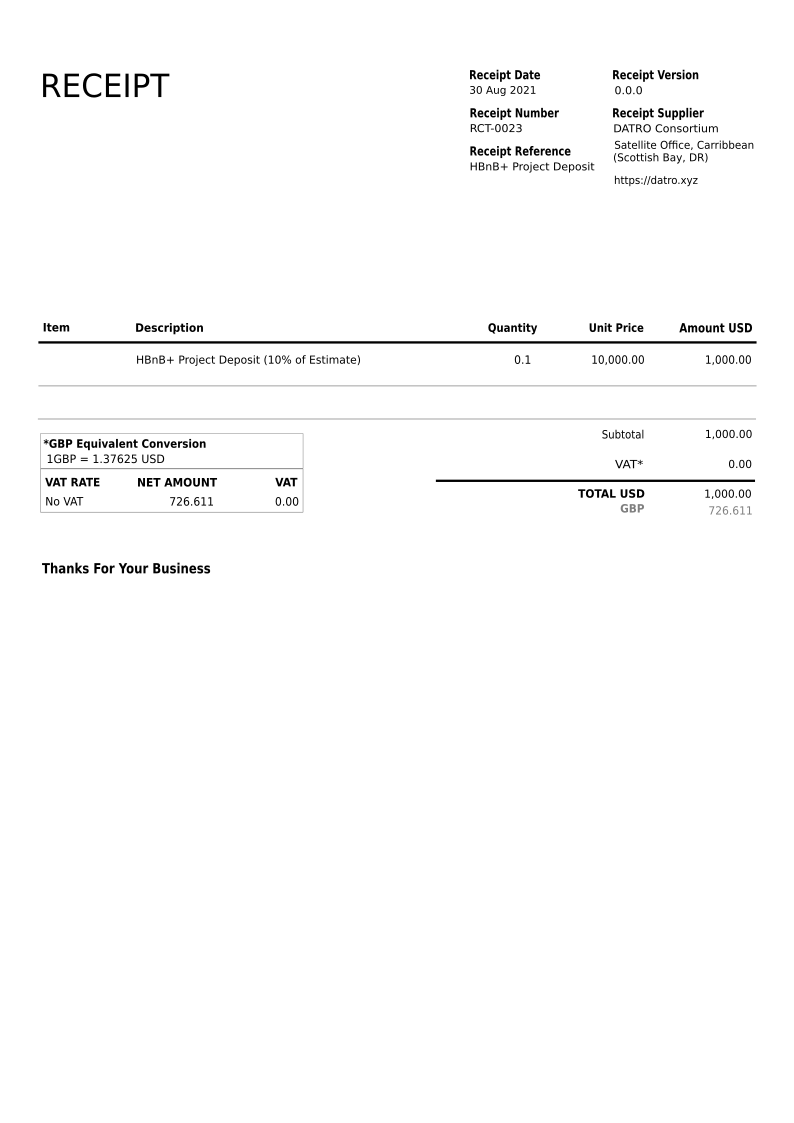 RECEIPT
Receipt Date
30 Aug 2021
Receipt Number
RCT-0023
Receipt Reference
HBnB+ Project Deposit
Receipt Version
0.0.0
Receipt Supplier
DATRO Consortium
Satellite Office, Carribbean
(Scottish Bay, DR)
https://datro.xyz
Item Description Quantity Unit Price Amount USD
HBnB+ Project Deposit (10% of Estimate) 0.1 10,000.00 1,000.00
*GBP Equivalent Conversion
1GBP = 1.37625 USD
VAT RATE NET AMOUNT VAT
No VAT 726.611 0.00
Subtotal 1,000.00
VAT* 0.00
TOTAL USD 1,000.00
GBP 726.611
Thanks For Your Business